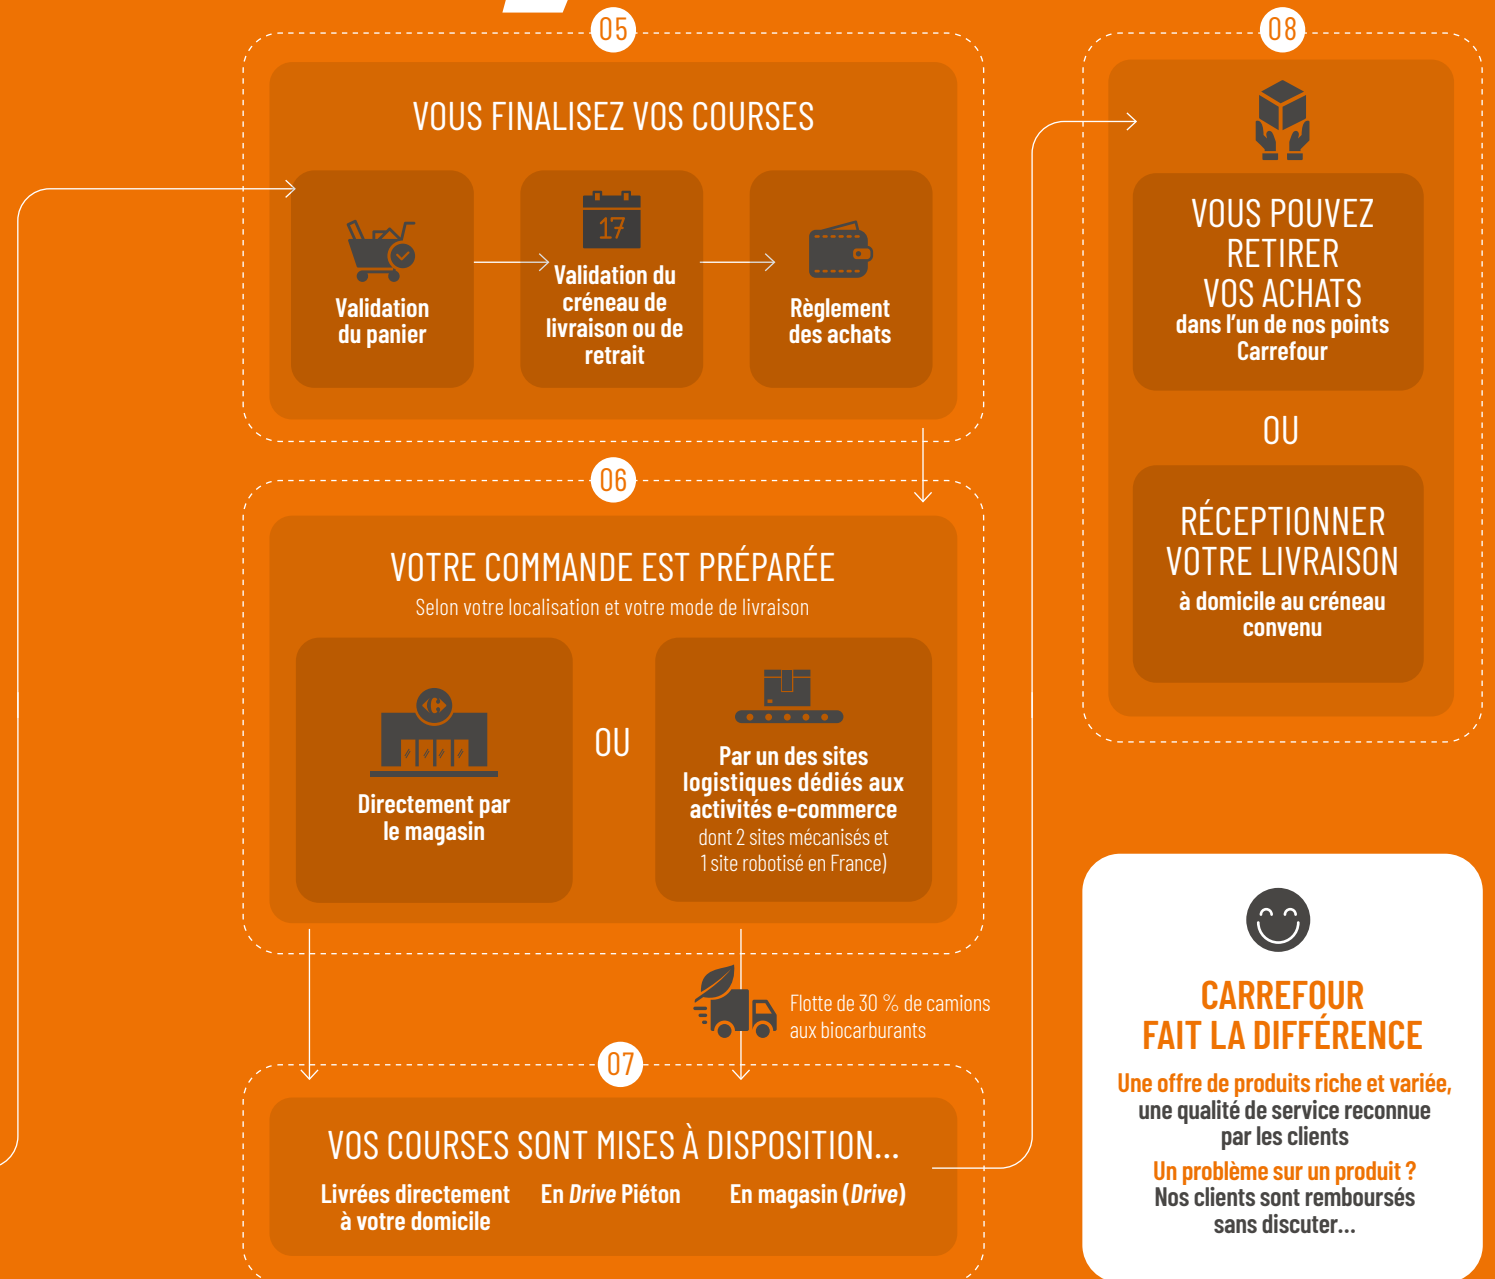 05
VOUS FINALISEZ VOS COURSES
Validation
du panier
17
Validation du
créneau de
livraison ou de
retrait
Règlement
des achats
06
VOTRE COMMANDE EST PRÉPARÉE
Selon votre localisation et votre mode de livraison
Directement par
le magasin
OU
Par un des sites
logistiques dédiés aux
activités e-commerce
dont 2 sites mécanisés et
1 site robotisé en France)
Flotte de 30 % de camions
aux biocarburants
07
VOS COURSES SONT MISES À DISPOSITION...
Livrées directement
à votre domicile
En Drive Piéton
En magasin (Drive)
08
VOUS POUVEZ
RETIRER
VOS ACHATS
dans l'un de nos points
Carrefour
OU
RÉCEPTIONNER
VOTRE LIVRAISON
à domicile au créneau
convenu
CARREFOUR
FAIT LA DIFFÉRENCE
Une offre de produits riche et variée,
une qualité de service reconnue
par les clients
Un problème sur un produit ?
Nos clients sont remboursés
sans discuter...